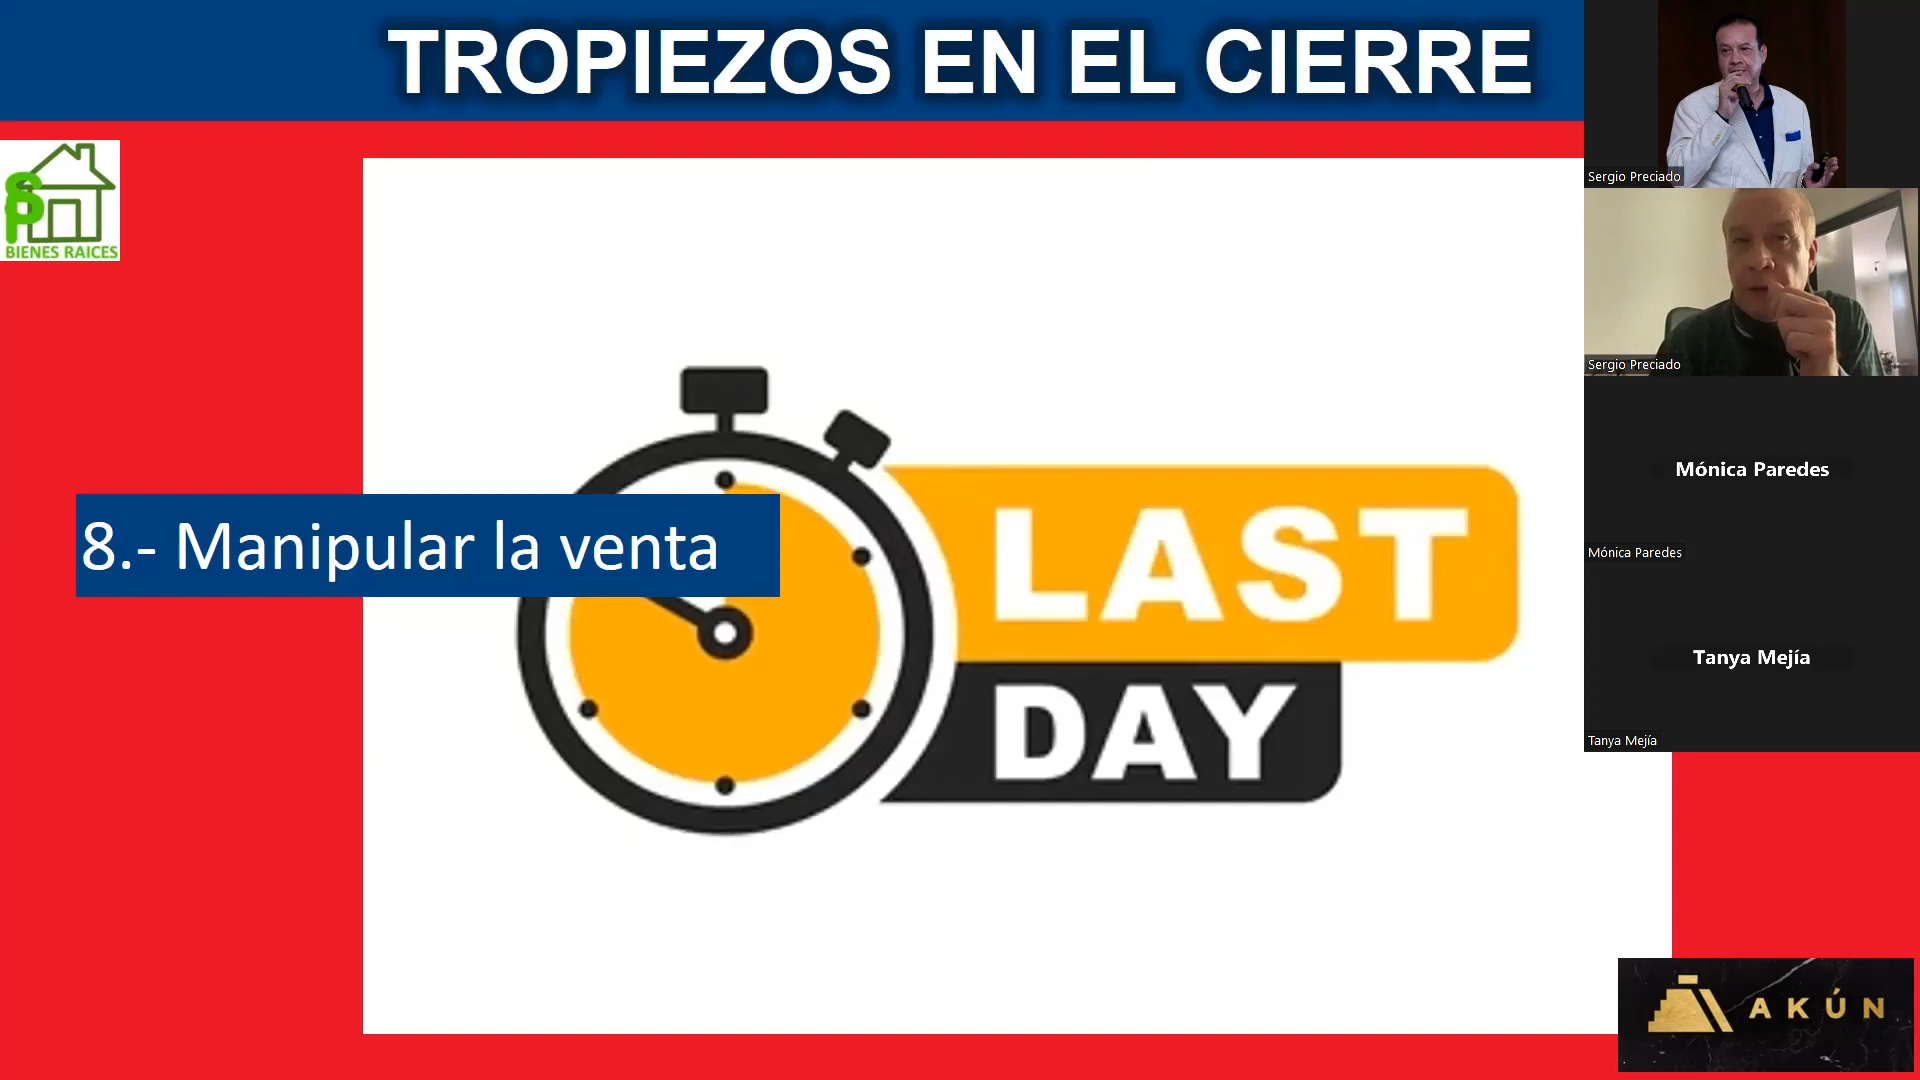 TROPIEZOS EN EL CIERRE
SP
BIENES RAICES
8.- Manipular la venta
LAST
DAY
Sergio Preciado
Sergio Preciado
Mónica Paredes
Mónica Paredes
Tanya Mejía
Tanya Mejía
AKÚN